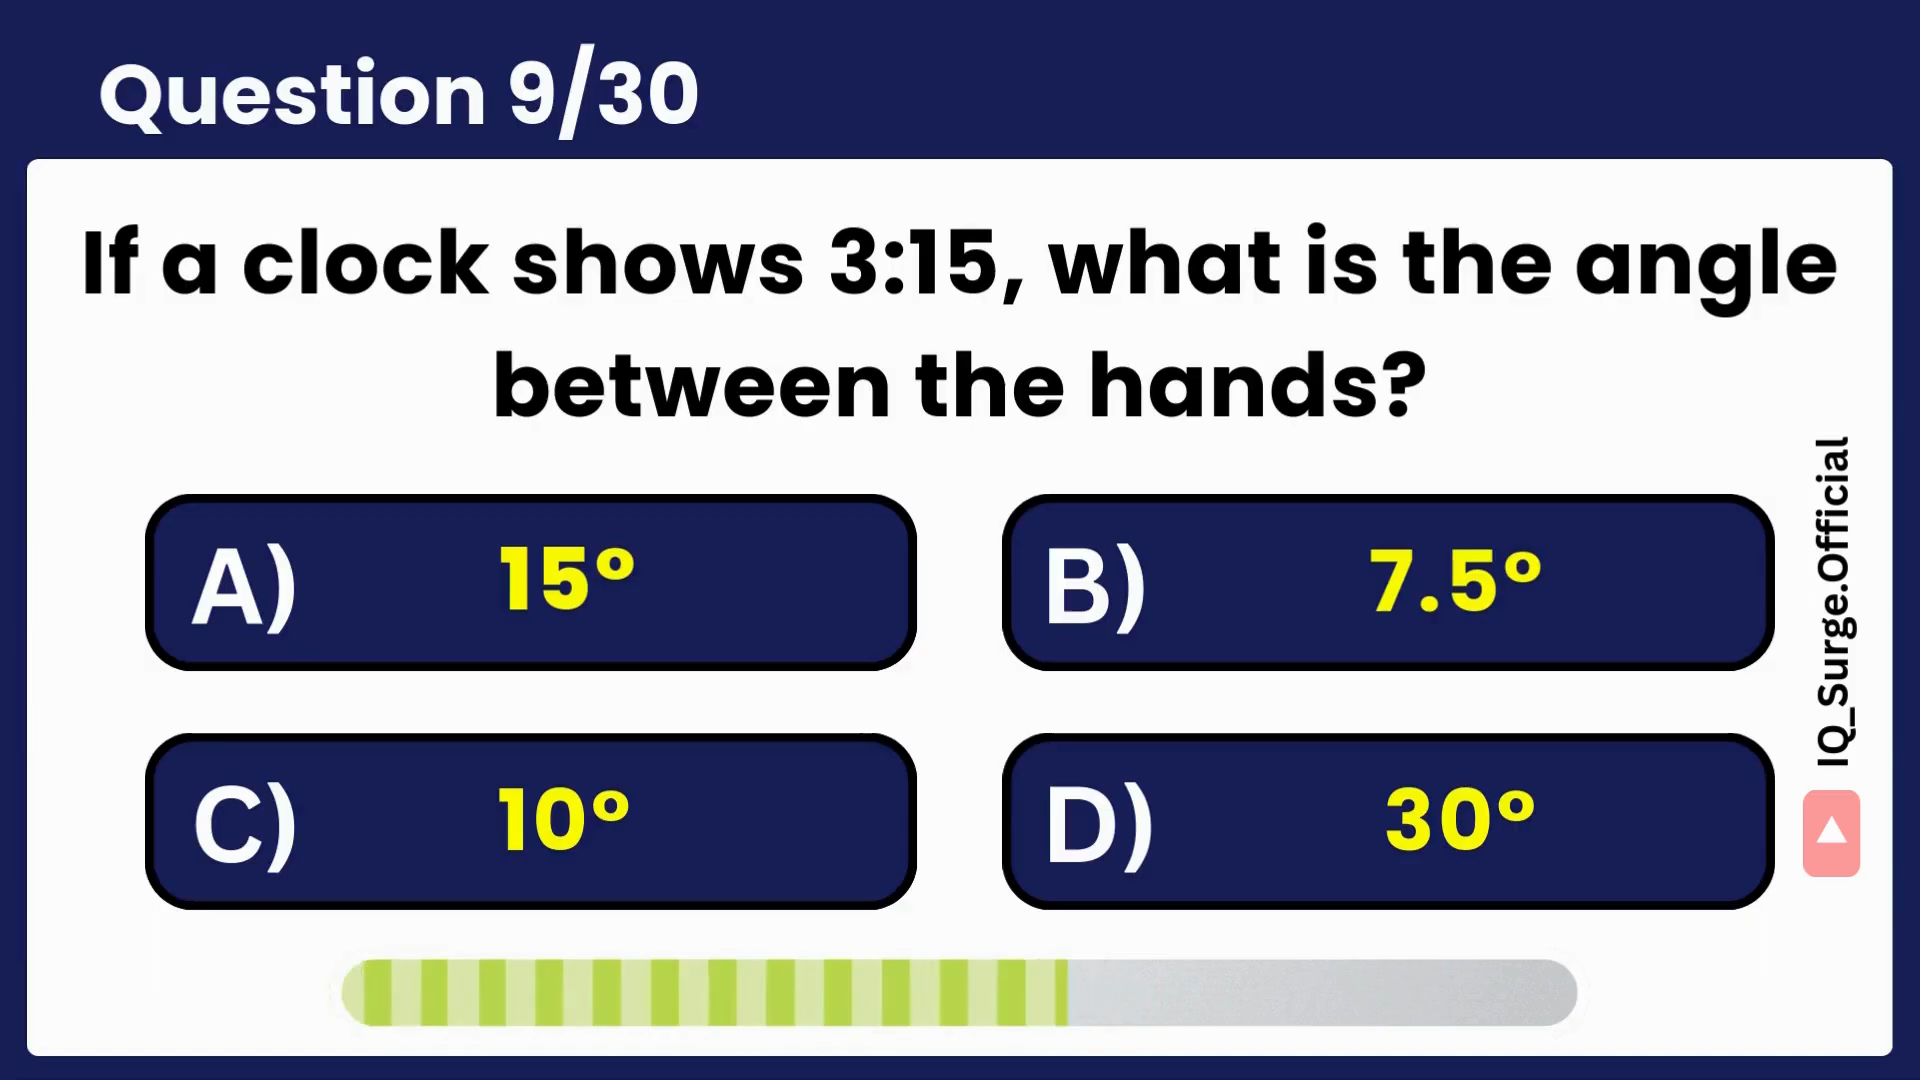 Question 9/30
If a clock shows 3:15, what is the angle
between the hands?
A) 15°
B) 7.5°
C) 10°
D) 30°
IQ_Surge.Official